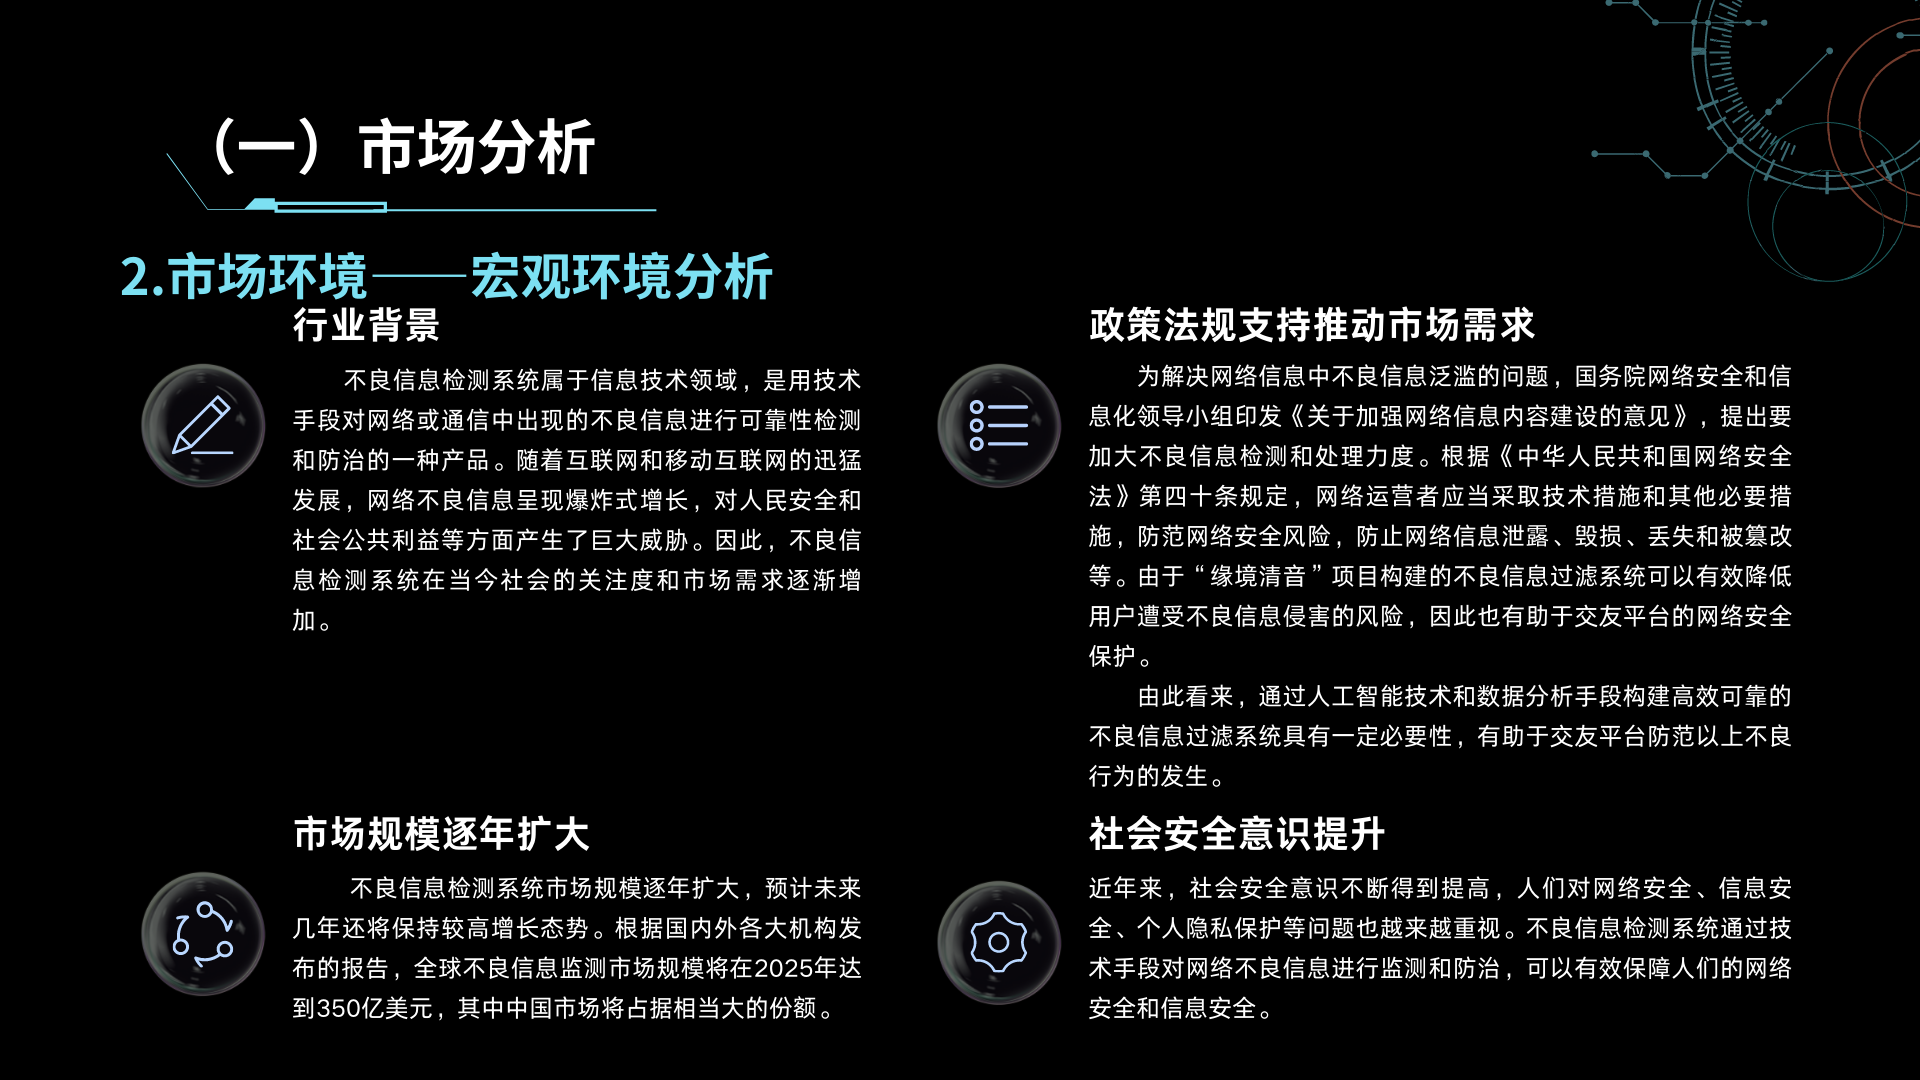 （一）市场分析
2.市场环境——宏观环境分析
行业背景
不良信息检测系统属于信息技术领域，是用技术
手段对网络或通信中出现的不良信息进行可靠性检测
和防治的一种产品。随着互联网和移动互联网的迅猛
发展，网络不良信息呈现爆炸式增长，对人民安全和
社会公共利益等方面产生了巨大威胁。因此，不良信
息检测系统在当今社会的关注度和市场需求逐渐增
加。
政策法规支持推动市场需求
为解决网络信息中不良信息泛滥的问题，国务院网络安全和信
息化领导小组印发《关于加强网络信息内容建设的意见》，提出要
加大不良信息检测和处理力度。根据《中华人民共和国网络安全
法》第四十条规定，网络运营者应当采取技术措施和其他必要措
施，防范网络安全风险，防止网络信息泄露、毁损、丢失和被篡改
等。由于“缘境清音”项目构建的不良信息过滤系统可以有效降低
用户遭受不良信息侵害的风险，因此也有助于交友平台的网络安全
保护。
由此看来，通过人工智能技术和数据分析手段构建高效可靠的
不良信息过滤系统具有一定必要性，有助于交友平台防范以上不良
行为的发生。
市场规模逐年扩大
不良信息检测系统市场规模逐年扩大，预计未来
几年还将保持较高增长态势。根据国内外各大机构发
布的报告，全球不良信息监测市场规模将在2025年达
到350亿美元，其中中国市场将占据相当大的份额。
社会安全意识提升
近年来，社会安全意识不断得到提高，人们对网络安全、信息安
全、个人隐私保护等问题也越来越重视。不良信息检测系统通过技
术手段对网络不良信息进行监测和防治，可以有效保障人们的网络
安全和信息安全。